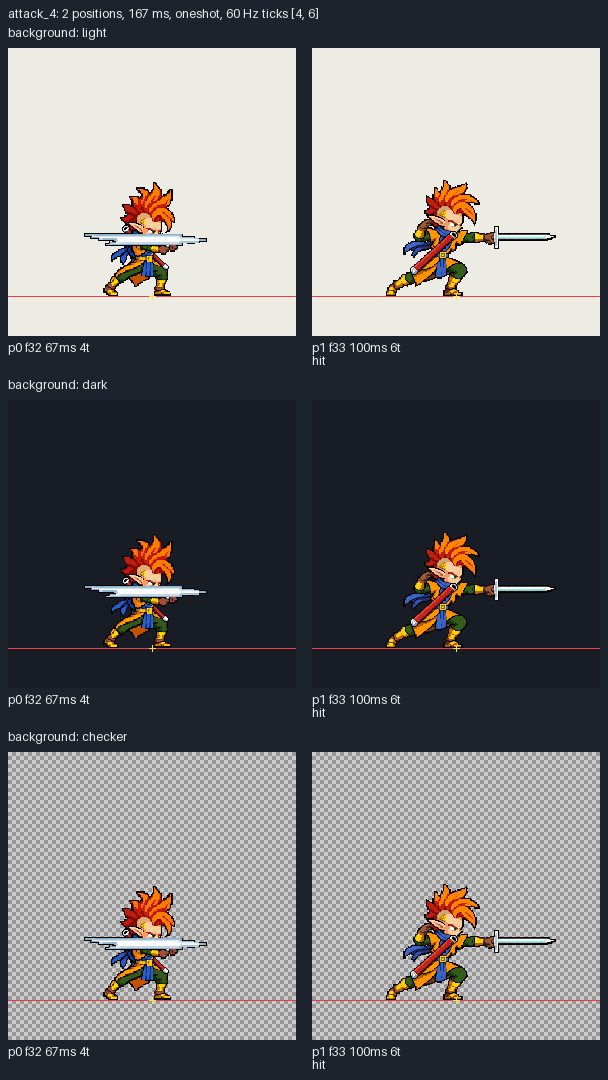 attack_4: 2 positions, 167 ms, oneshot, 60 Hz ticks [4, 6]
background: light
p0 f32 67ms 4t
p1 f33 100ms 6t
hit
background: dark
p0 f32 67ms 4t
p1 f33 100ms 6t
hit
background: checker
p0 f32 67ms 4t
p1 f33 100ms 6t
hit